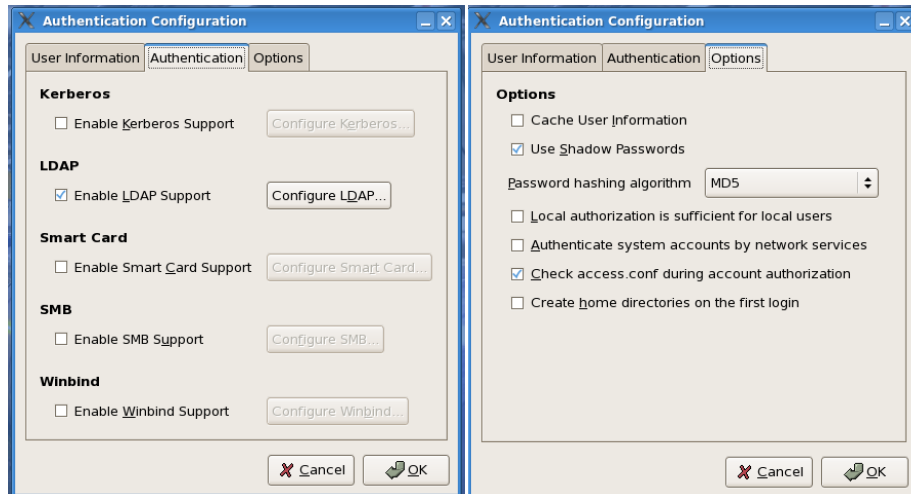 Authentication Configuration
User Information Authentication Options
Kerberos
Enable Kerberos Support Configure Kerberos...
LDAP
Enable LDAP Support Configure LDAP...
Smart Card
Enable Smart Card Support Configure Smart Card...
SMB
Enable SMB Support Configure SMB...
Winbind
Enable Winbind Support Configure Winbind...
Cancel OK
Authentication Configuration
User Information Authentication Options
Options
Cache User Information
Use Shadow Passwords
Password hashing algorithm MD5
Local authorization is sufficient for local users
Authenticate system accounts by network services
Check access.conf during account authorization
Create home directories on the first login
Cancel OK